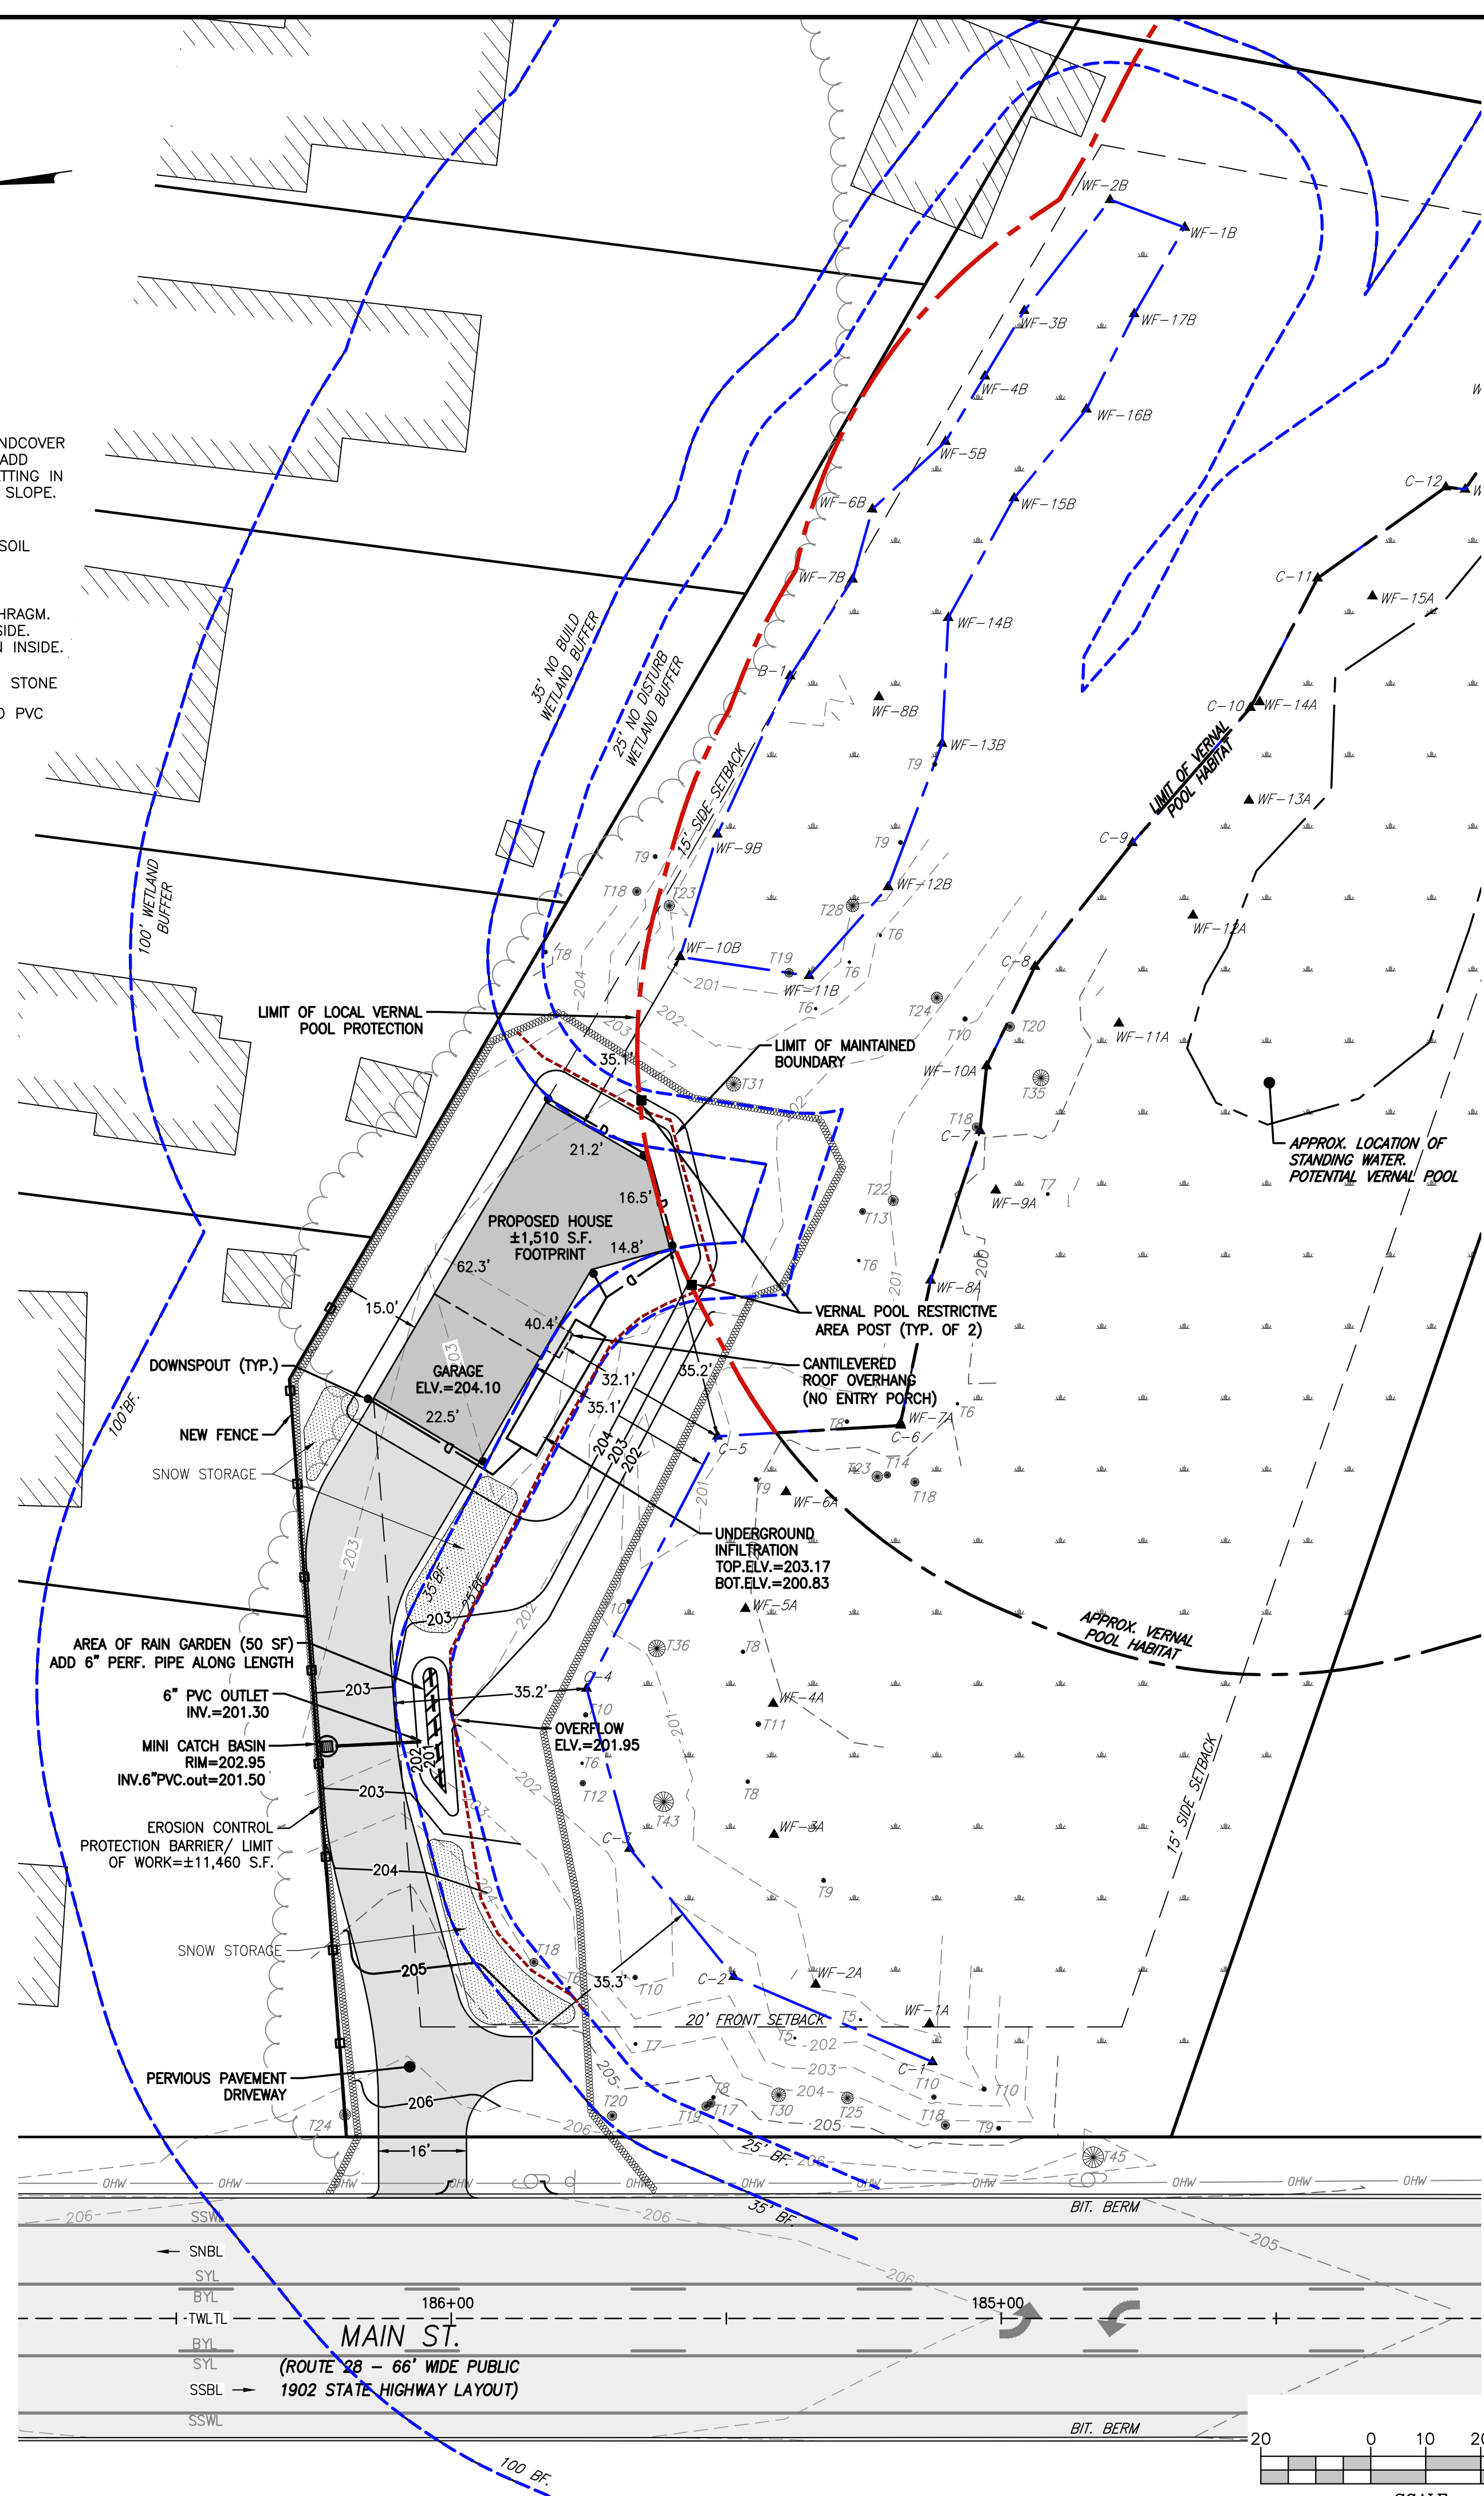 NDCOVER
ADD
TTING IN
SLOPE.
SOIL
HRAGM.
SIDE.
N INSIDE.
STONE
D PVC
WF-2B
WF-1B
WF-3B
WF-17B
WF-4B
WF-16B
WF-5B
WF-6B
WF-15B
C-12
WF-7B
C-11
WF-15A
WF-14B
35' NO BUILD
WETLAND BUFFER
25' NO DISTURB
WETLAND BUFFER
B-1
WF-8B
C-10
WF-14A
WF-13B
T9
LIMIT OF VERNAL
POOL HABITAT
WF-13A
15' SIDE SETBACK
WF-9B
T9
T9
C-9
T18
T23
WF-12B
T28
100' WETLAND
BUFFER
WF-12A
T6
T8
WF-10B
T19
T6
C-8
204
201
WF-11B
T24
LIMIT OF LOCAL VERNAL
POOL PROTECTION
203
202
T6
T10
T20
WF-11A
35.1'
LIMIT OF MAINTAINED
BOUNDARY
WF-10A
T31
T35
202
T18
C-7
21.2'
APPROX. LOCATION OF
STANDING WATER.
POTENTIAL VERNAL POOL
16.5'
T22
WF-9A
T7
T13
PROPOSED HOUSE
±1,510 S.F.
FOOTPRINT
14.8'
62.3'
T6
200
201
WF-8A
15.0'
40.4'
VERNAL POOL RESTRICTIVE
AREA POST (TYP. OF 2)
203
DOWNSPOUT (TYP.)
GARAGE
ELV.=204.10
CANTILEVERED
ROOF OVERHANG
(NO ENTRY PORCH)
32.1'
35.2'
35.1'
22.5'
T8
WF-7A
T6
C-6
NEW FENCE
D
D
D
D
204
203
202
C-5
SNOW STORAGE
T23
T14
T18
T9
WF-6A
201
203
UNDERGROUND
INFILTRATION
TOP.ELV.=203.17
BOT.ELV.=200.83
100'BF.
35'BF.
25'BF.
203
202
T10
WF-5A
APPROX. VERNAL
POOL HABITAT
AREA OF RAIN GARDEN (50 SF)
ADD 6" PERF. PIPE ALONG LENGTH
T36
T8
203
C-4
35.2'
6" PVC OUTLET
INV.=201.30
T10
WF-4A
T11
OVERFLOW
ELV.=201.95
201
MINI CATCH BASIN
RIM=202.95
INV.6"PVC.out=201.50
202
201
T6
T12
202
T8
203
203
T43
EROSION CONTROL
PROTECTION BARRIER/ LIMIT
OF WORK=±11,460 S.F.
C-3
WF-3A
15' SIDE SETBACK
204
204
T9
SNOW STORAGE
205
T18
T6
35.3'
T10
C-2
WF-2A
WF-1A
20' FRONT SETBACK
T5
T5
T7
202
C-1
PERVIOUS PAVEMENT
DRIVEWAY
205
203
204
T8
T10
T10
206
T24
T20
T19
T17
T30
T25
T18
T9
206
205
16'
25' BF.
206
T45
OHW
OHW
OHW
OHW
OHW
OHW
OHW
OHW
OHW
OHW
OHW
OHW
35' BF.
BIT. BERM
206
SSWL
206
205
SNBL
SYL
206
BYL
186+00
185+00
TWLTL
MAIN ST.
BYL
SYL
(ROUTE 28 – 66' WIDE PUBLIC
SSBL
1902 STATE HIGHWAY LAYOUT)
SSWL
BIT. BERM
100 BF.
20
0
10